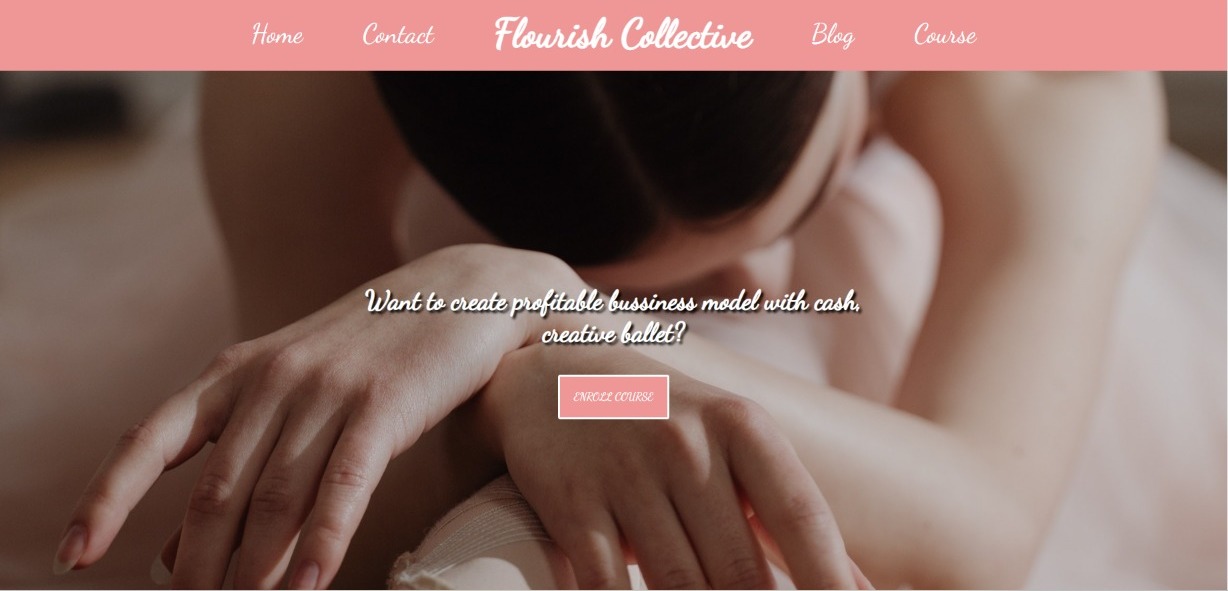 Home Contact Flourish Collective Blog Course
Want to create profitable bussiness model with cash,
creative ballet?
ENROLL COURSE